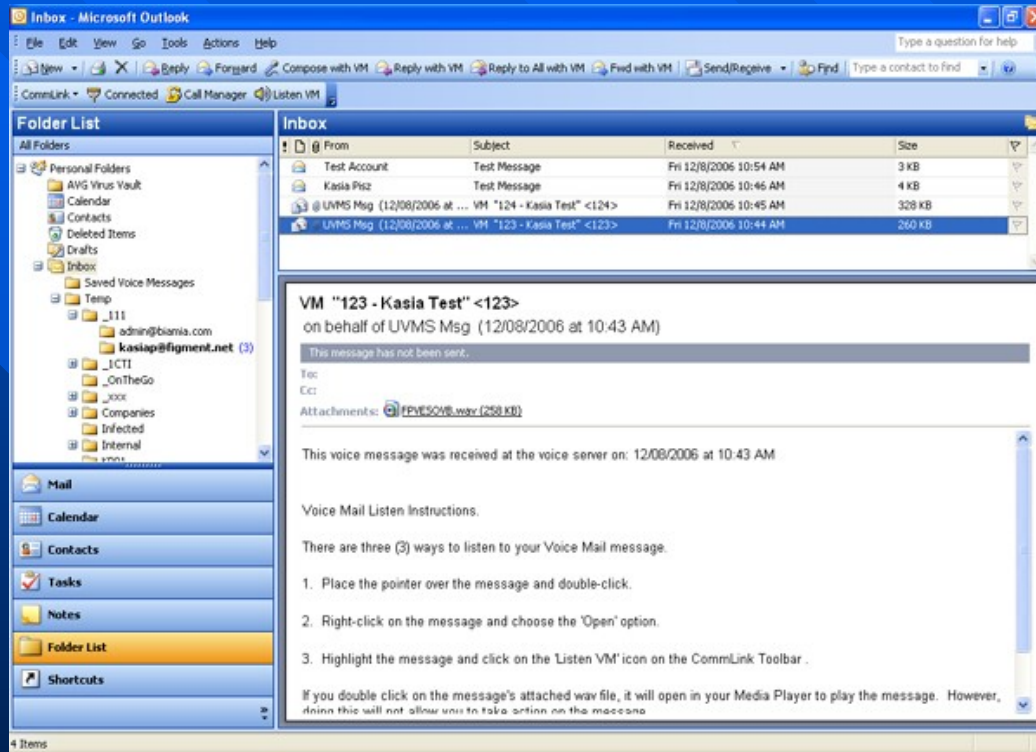 Inbox - Microsoft Outlook
File Edit View Go Tools Actions Help
Type a question for help
New Reply Forward Compose with VM Reply with VM Reply to All with VM Fwd with VM Send/Receive Find Type a contact to find
CommLink Connected Call Manager Listen VM
Folder List
All Folders
Personal Folders
AVG Virus Vault
Calendar
Contacts
Deleted Items
Drafts
Inbox
Saved Voice Messages
Temp
_111
admin@biamia.com
kasiap@figment.net (3)
_1CTI
_OnTheGo
_xxx
Companies
Infected
Internal
Mail
Calendar
Contacts
Tasks
Notes
Folder List
Shortcuts
Inbox
! From Subject Received Size
Test Account Test Message Fri 12/8/2006 10:54 AM 3 KB
Kasia Pisz Test Message Fri 12/8/2006 10:46 AM 4 KB
UVMS Msg (12/08/2006 at ... VM "124 - Kasia Test" <124> Fri 12/8/2006 10:45 AM 328 KB
UVMS Msg (12/08/2006 at ... VM "123 - Kasia Test" <123> Fri 12/8/2006 10:44 AM 260 KB
VM "123 - Kasia Test" <123>
on behalf of UVMS Msg (12/08/2006 at 10:43 AM)
This message has not been sent.
To:
Cc:
Attachments: FPVESOVB.wav (258 KB)
This voice message was received at the voice server on: 12/08/2006 at 10:43 AM
Voice Mail Listen Instructions.
There are three (3) ways to listen to your Voice Mail message.
1. Place the pointer over the message and double-click.
2. Right-click on the message and choose the 'Open' option.
3. Highlight the message and click on the 'Listen VM' icon on the CommLink Toolbar .
If you double click on the message's attached wav file, it will open in your Media Player to play the message. However,
doing this will not allow you to take action on the message
4 Items